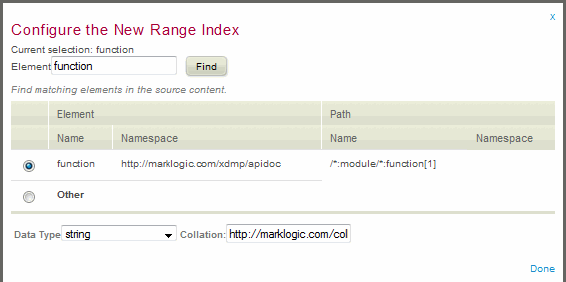 x
Configure the New Range Index
Current selection: function
Element function Find
Find matching elements in the source content.
Element Path
Name Namespace Name Namespace
function http://marklogic.com/xdmp/apidoc /*:module/*:function[1]
Other
Data Type string Collation: http://marklogic.com/col
Done